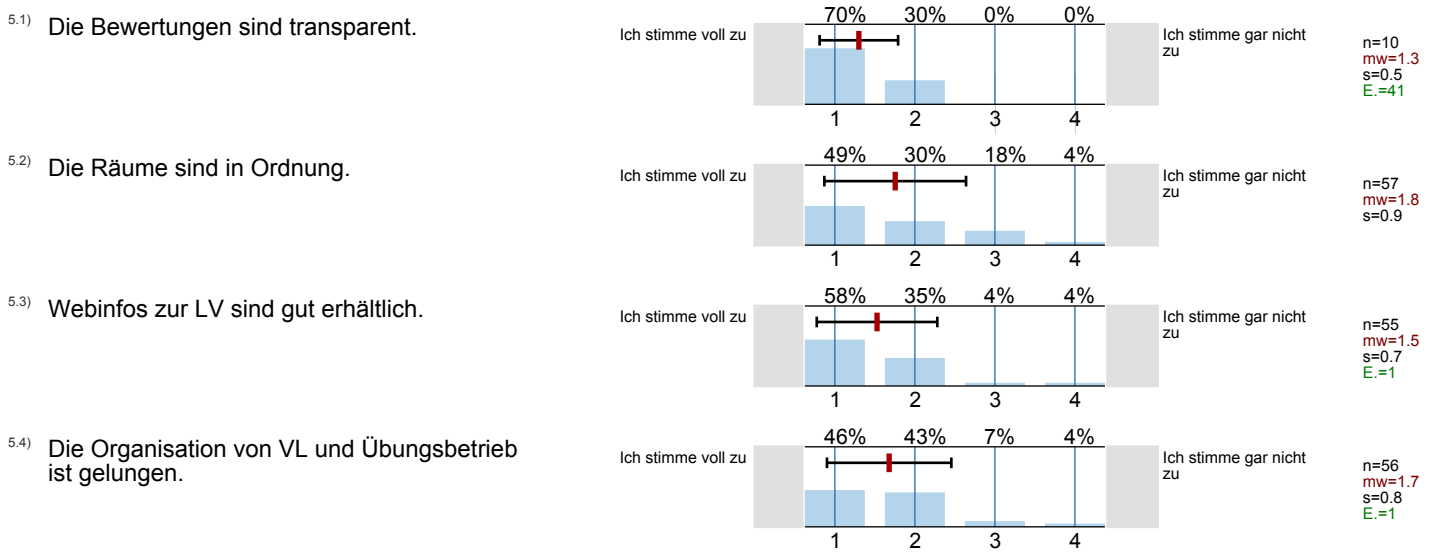 5.1) Die Bewertungen sind transparent.
Ich stimme voll zu
70% 30% 0% 0%
1 2 3 4
Ich stimme gar nicht
zu
n=10
mw=1.3
s=0.5
E.=41
5.2) Die Räume sind in Ordnung.
Ich stimme voll zu
49% 30% 18% 4%
1 2 3 4
Ich stimme gar nicht
zu
n=57
mw=1.8
s=0.9
5.3) Webinfos zur LV sind gut erhältlich.
Ich stimme voll zu
58% 35% 4% 4%
1 2 3 4
Ich stimme gar nicht
zu
n=55
mw=1.5
s=0.7
E.=1
5.4) Die Organisation von VL und Übungsbetrieb
ist gelungen.
Ich stimme voll zu
46% 43% 7% 4%
1 2 3 4
Ich stimme gar nicht
zu
n=56
mw=1.7
s=0.8
E.=1